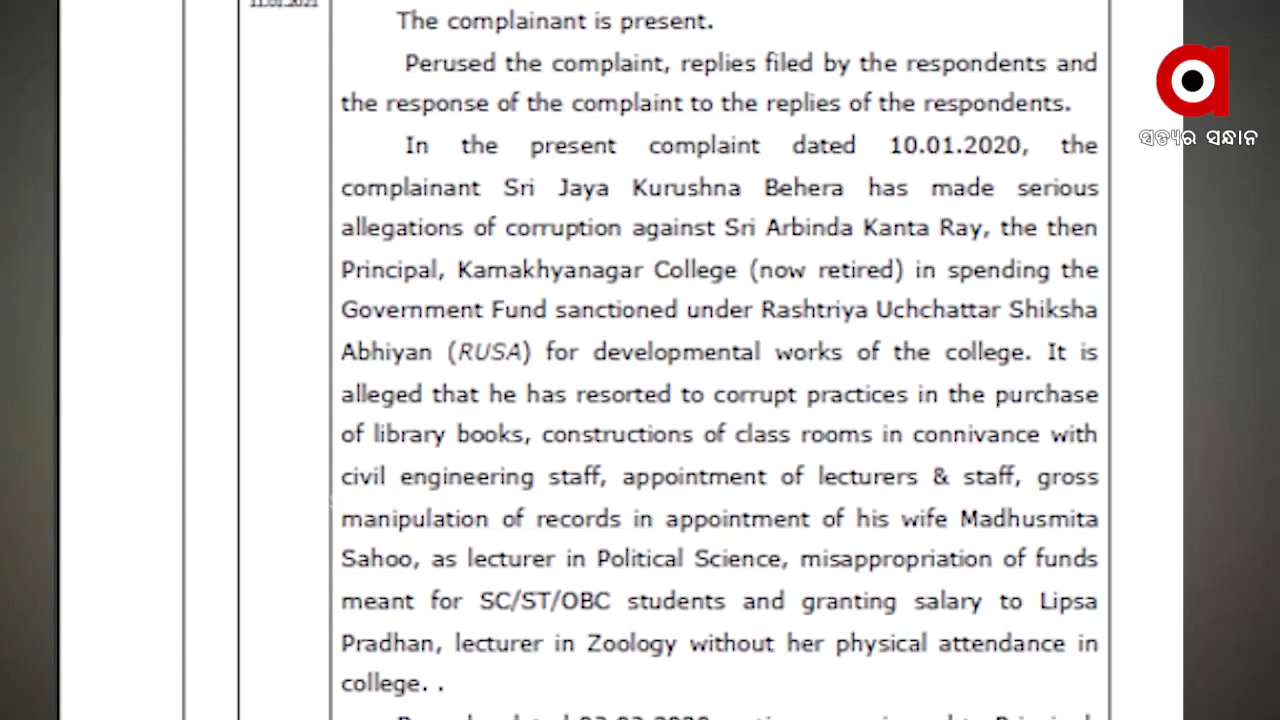 The complainant is present.
Perused the complaint, replies filed by the respondents and
the response of the complaint to the replies of the respondents.
In the present complaint dated 10.01.2020, the
complainant Sri Jaya Kurushna Behera has made serious
allegations of corruption against Sri Arbinda Kanta Ray, the then
Principal, Kamakhyanagar College (now retired) in spending the
Government Fund sanctioned under Rashtriya Uchchattar Shiksha
Abhiyan (RUSA) for developmental works of the college. It is
alleged that he has resorted to corrupt practices in the purchase
of library books, constructions of class rooms in connivance with
civil engineering staff, appointment of lecturers & staff, gross
manipulation of records in appointment of his wife Madhusmita
Sahoo, as lecturer in Political Science, misappropriation of funds
meant for SC/ST/OBC students and granting salary to Lipsa
Pradhan, lecturer in Zoology without her physical attendance in
college. .
ସତ୍ୟର ସନ୍ଧାନ